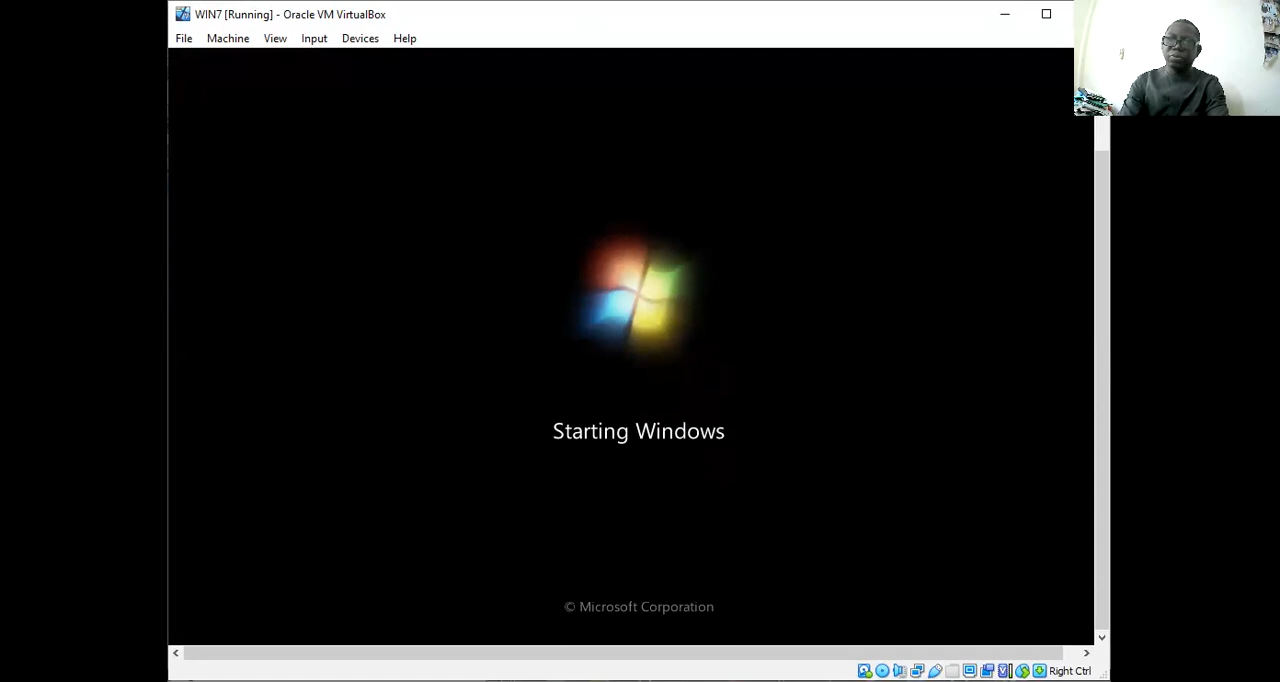 WIN7 [Running] - Oracle VM VirtualBox
File Machine View Input Devices Help
Starting Windows
© Microsoft Corporation
Right Ctrl